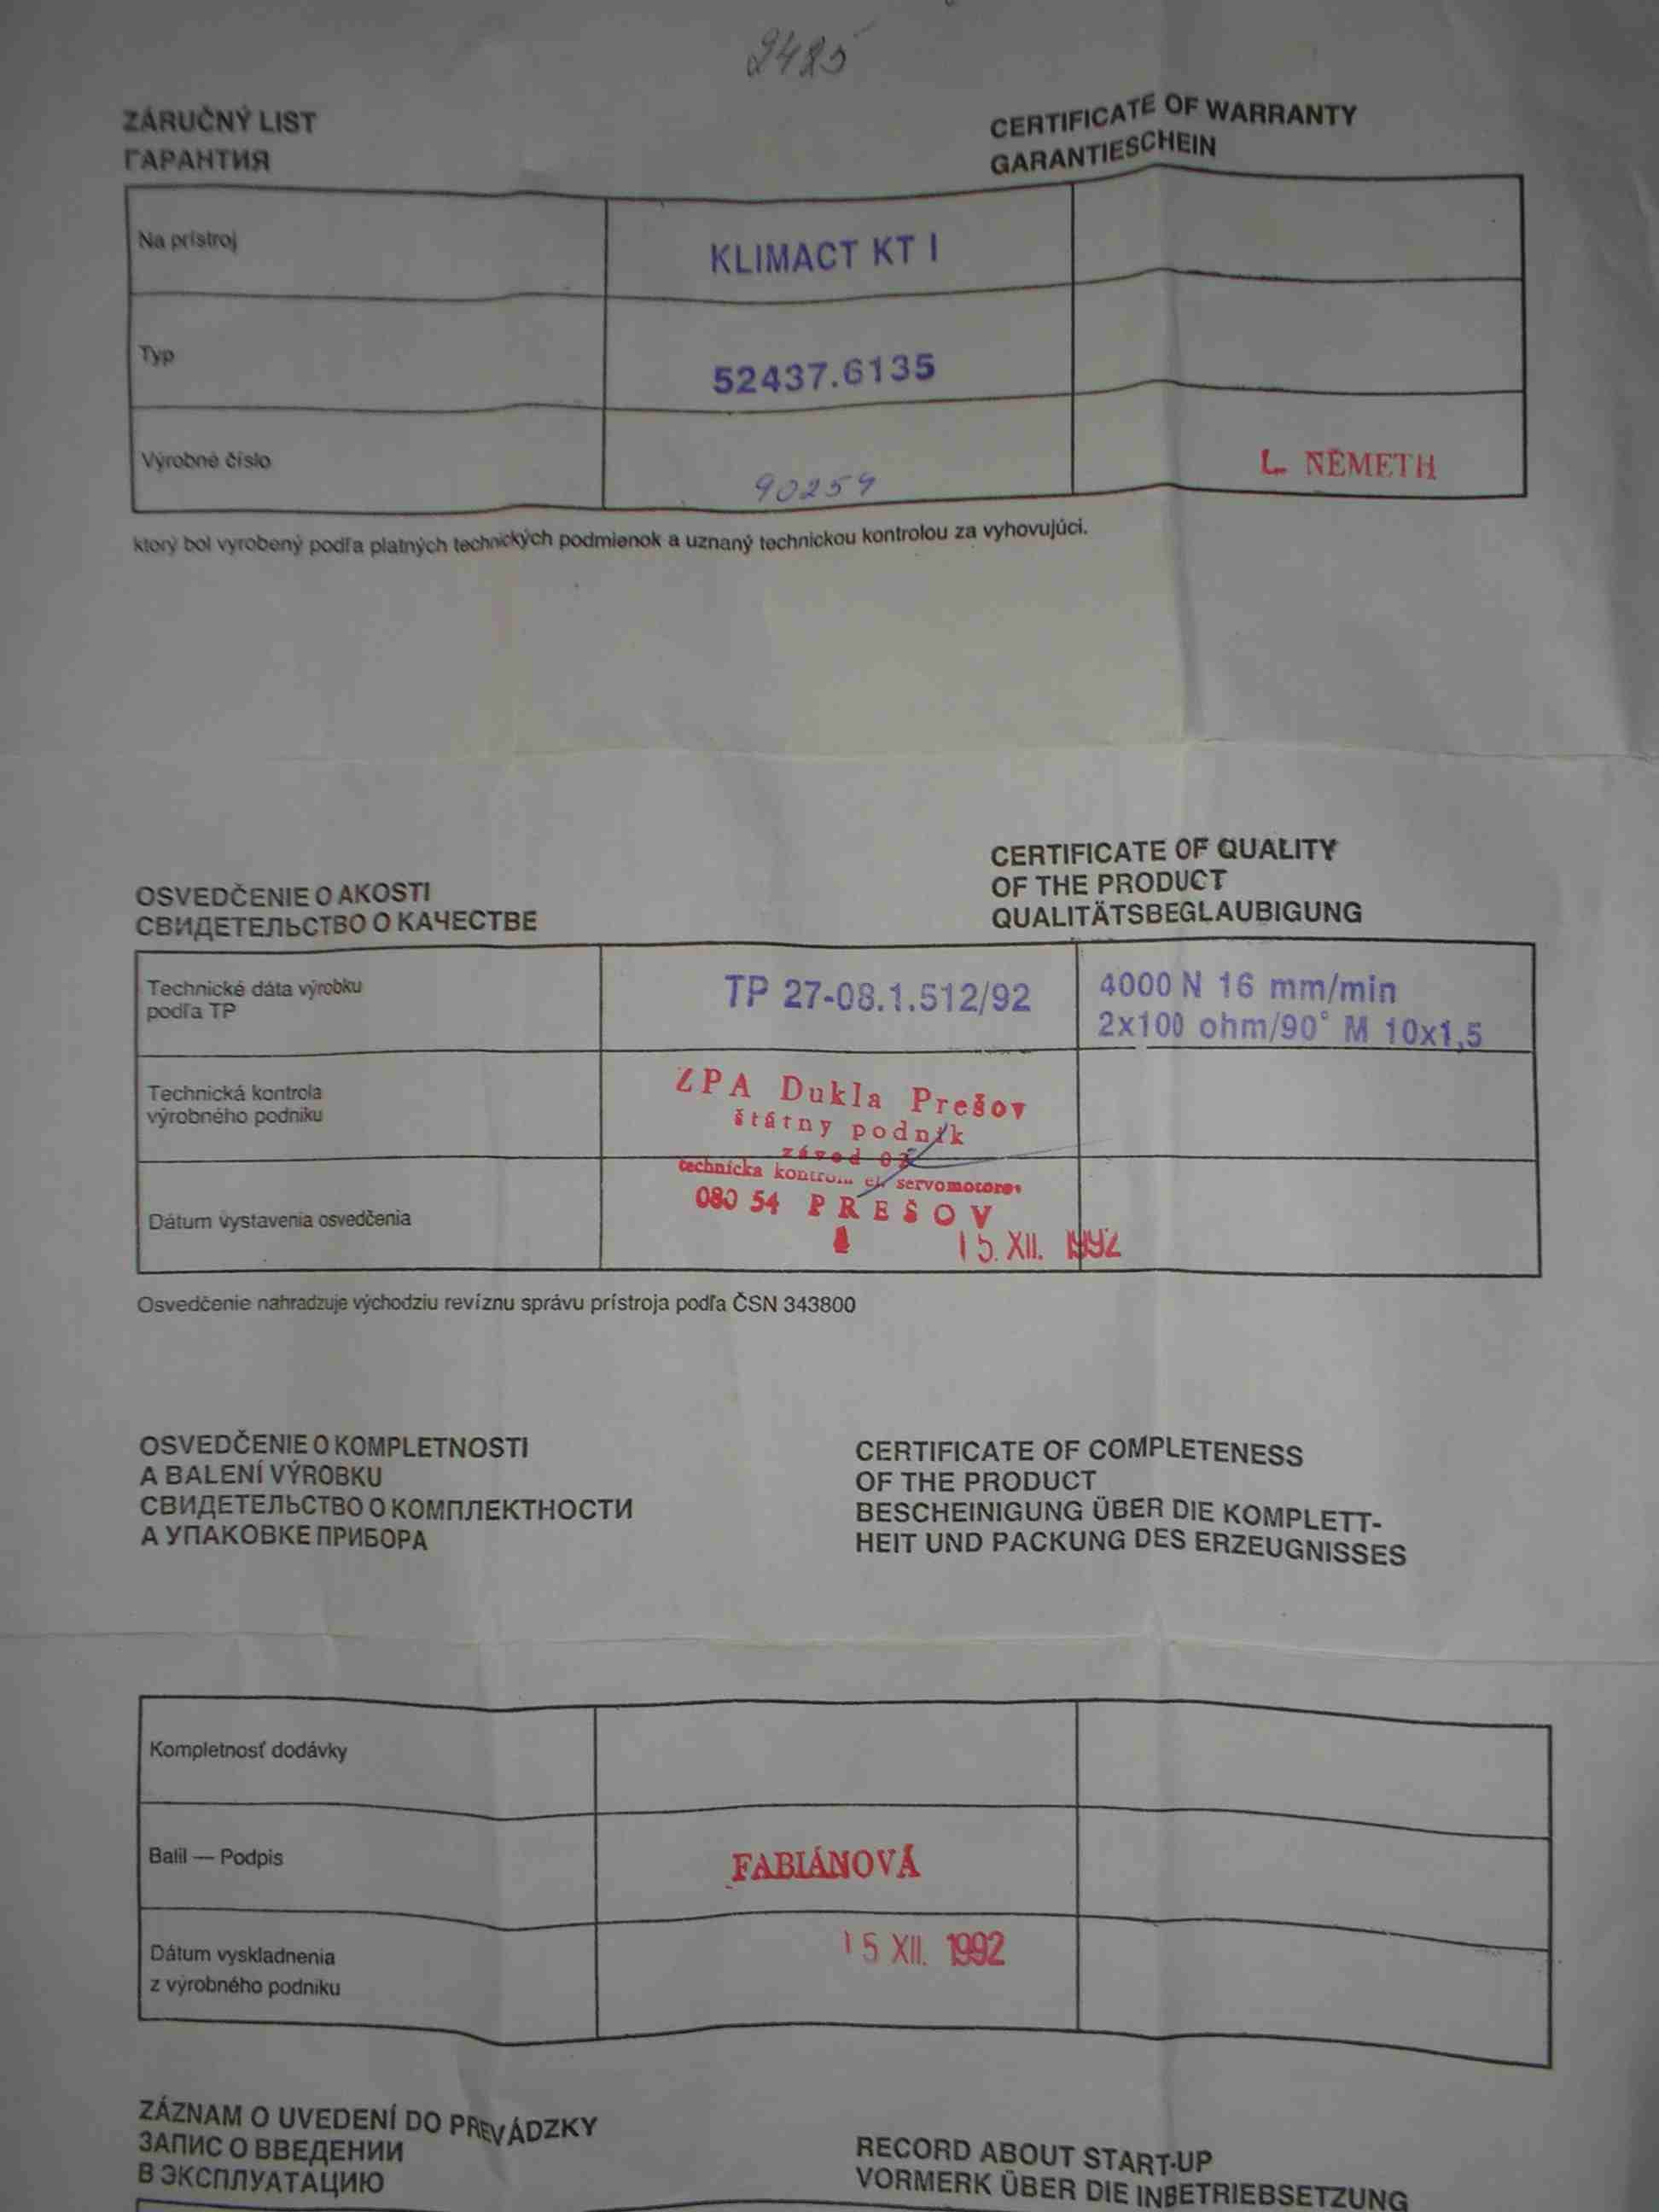 2485
ZÁRUČNÝ LIST
ГАРАНТИЯ
CERTIFICATE OF WARRANTY
GARANTIESCHEIN
Na prístroj
KLIMACT KT I
Typ
52437.6135
Výrobné číslo
90259
L. NÉMETH
ktorý bol vyrobený podľa platných technických podmienok a uznaný technickou kontrolou za vyhovujúci.
OSVEDČENIE O AKOSTI
СВИДЕТЕЛЬСТВО О КАЧЕСТВЕ
CERTIFICATE OF QUALITY
OF THE PRODUCT
QUALITÄTSBEGLAUBIGUNG
Technické dáta výrobku
podľa TP
TP 27-08.1.512/92
4000 N 16 mm/min
2x100 ohm/90° M 10x1,5
Technická kontrola
výrobného podniku
ZPA Dukla Prešov
štátny podnik
závod 02
technická kontrola el. servomotorov
080 54 PREŠOV
Dátum vystavenia osvedčenia
15. XII. 1992
Osvedčenie nahradzuje východziu revíznu správu prístroja podľa ČSN 343800
OSVEDČENIE O KOMPLETNOSTI
A BALENÍ VÝROBKU
СВИДЕТЕЛЬСТВО О КОМПЛЕКТНОСТИ
А УПАКОВКЕ ПРИБОРА
CERTIFICATE OF COMPLETENESS
OF THE PRODUCT
BESCHEINIGUNG ÜBER DIE KOMPLETT-
HEIT UND PACKUNG DES ERZEUGNISSES
Kompletnosť dodávky
Balil — Podpis
FABIÁNOVÁ
Dátum vyskladnenia
z výrobného podniku
15 XII. 1992
ZÁZNAM O UVEDENÍ DO PREVÁDZKY
ЗАПИС О ВВЕДЕНИИ
В ЭКСПЛУАТАЦИЮ
RECORD ABOUT START-UP
VORMERK ÜBER DIE INBETRIEBSETZUNG